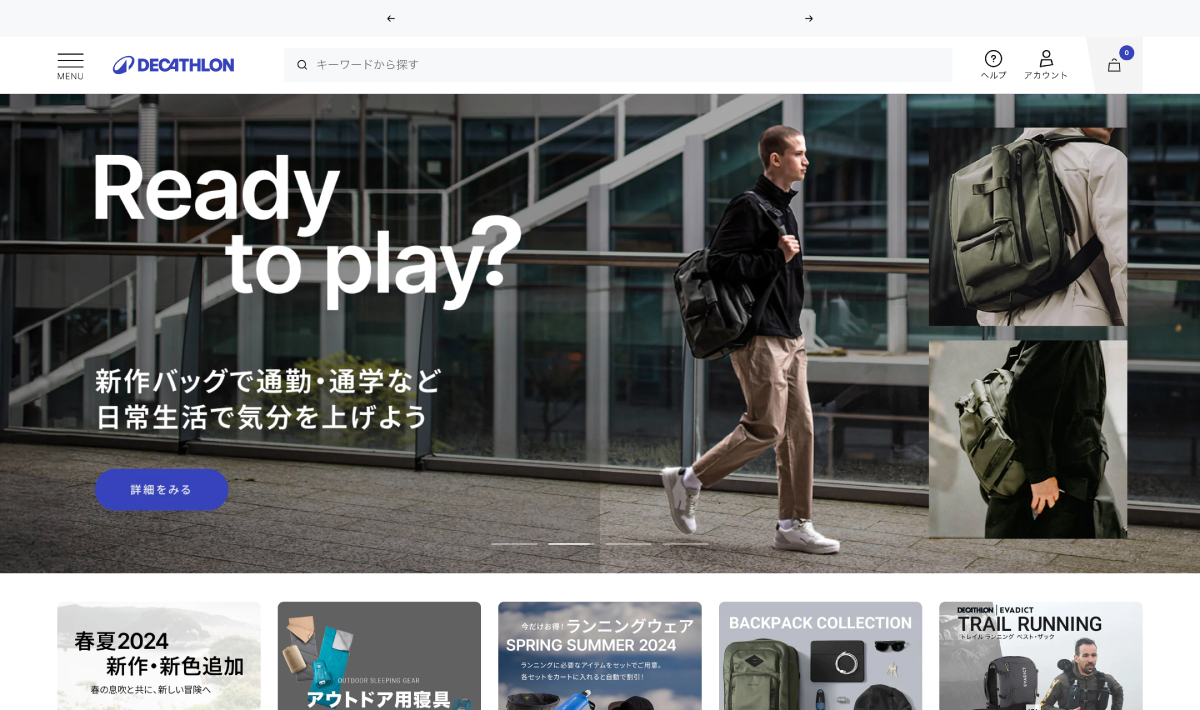 ←
→
MENU
DECATHLON
キーワードから探す
ヘルプ
アカウント
0
Ready
to play?
新作バッグで通勤・通学など
日常生活で気分を上げよう
詳細をみる
春夏2024
新作・新色追加
春の息吹と共に、新しい冒険へ
OUTDOOR SLEEPING GEAR
アウトドア用寝具
今だけお得! ランニングウェア
SPRING SUMMER 2024
ランニングに必要なアイテムをセットでご用意。
各セットをカートに入れると自動で割引!
BACKPACK COLLECTION
DECATHLON | EVADICT
TRAIL RUNNING
トレイル ランニング ベスト・ザック
EVADICT